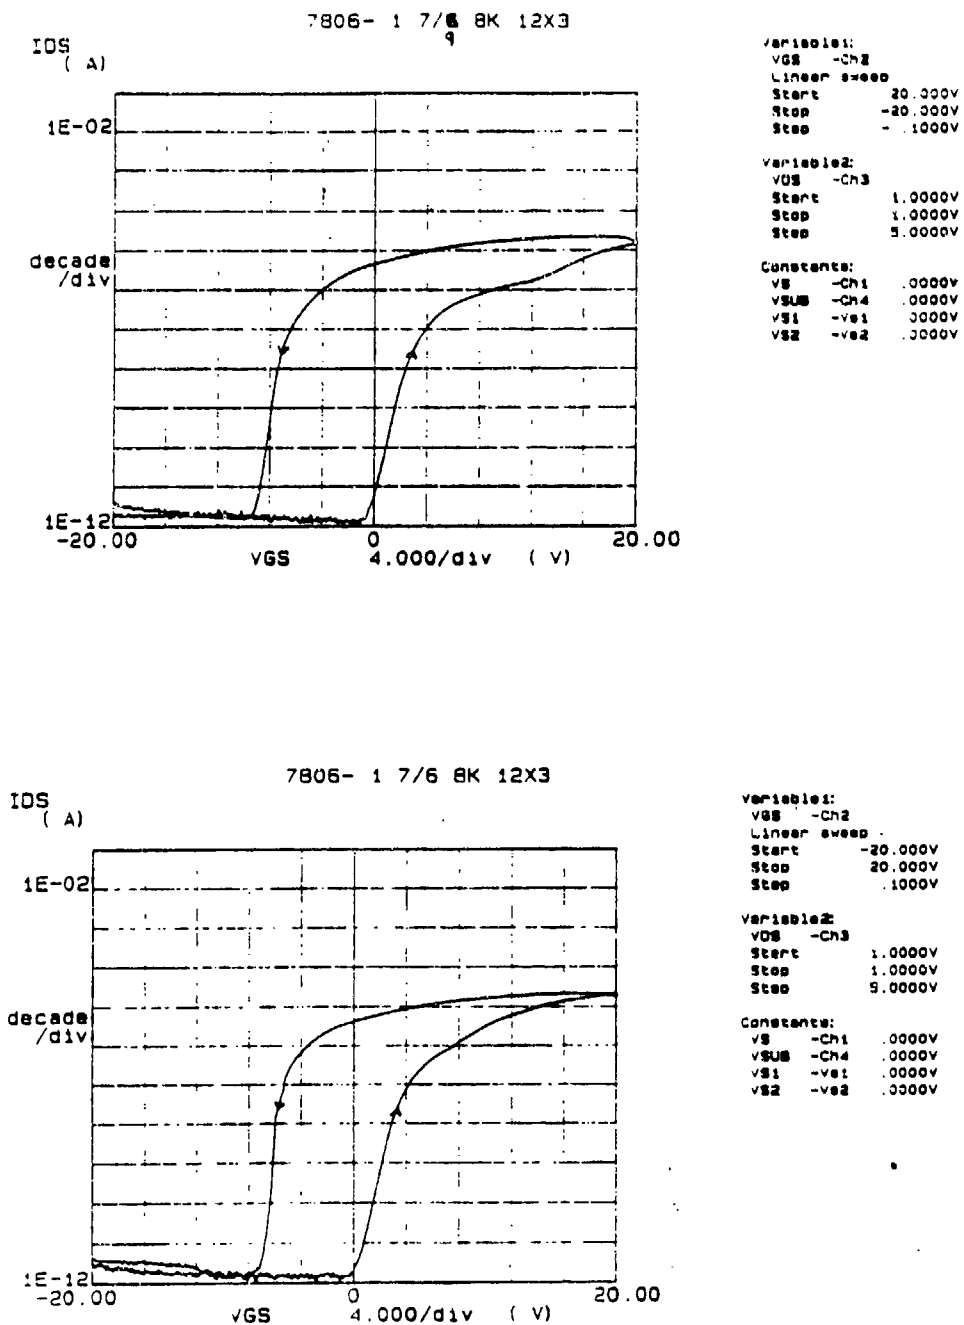 7806- 1 7/6 8K 12X3
9
IDS
( A)
1E-02
decade
/div
1E-12
-20.00 0 20.00
VGS 4.000/div ( V)
Variable1:
VGS -Ch2
Linear sweep
Start 20.000V
Stop -20.000V
Step - .1000V
Variable2:
VDS -Ch3
Start 1.0000V
Stop 1.0000V
Step 5.0000V
Constants:
VS -Ch1 .0000V
VSUB -Ch4 .0000V
VS1 -Vs1 .0000V
VS2 -Vs2 .0000V
7806- 1 7/6 8K 12X3
IDS
( A)
1E-02
decade
/div
1E-12
-20.00 0 20.00
VGS 4.000/div ( V)
Variable1:
VGS -Ch2
Linear sweep
Start -20.000V
Stop 20.000V
Step .1000V
Variable2:
VDS -Ch3
Start 1.0000V
Stop 1.0000V
Step 5.0000V
Constants:
VS -Ch1 .0000V
VSUB -Ch4 .0000V
VS1 -Vs1 .0000V
VS2 -Vs2 .0000V